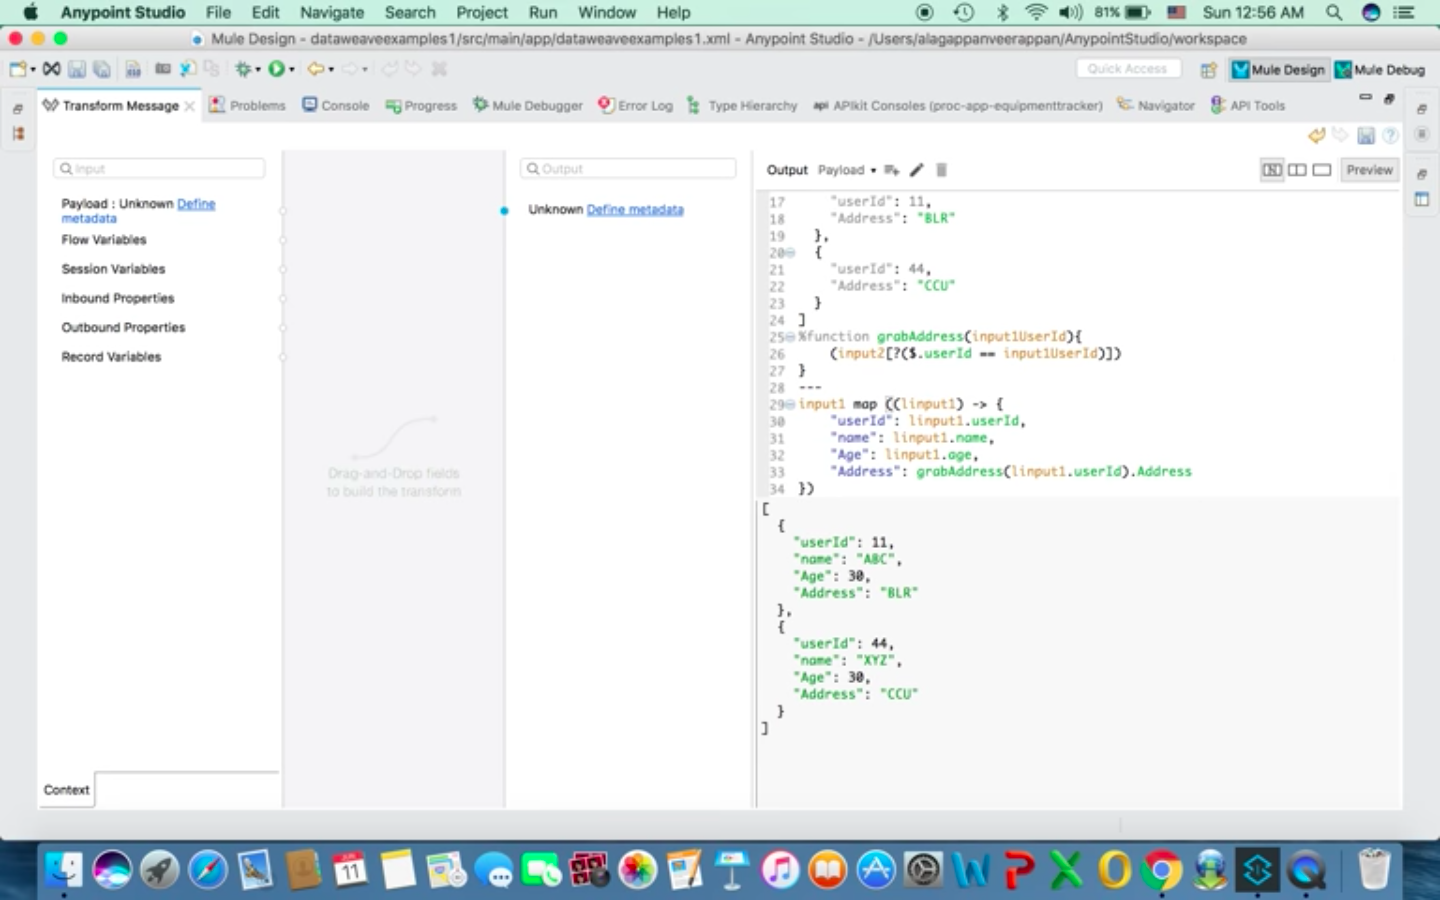 Anypoint Studio File Edit Navigate Search Project Run Window Help 81% Sun 12:56 AM
Mule Design - dataweaveexamples1/src/main/app/dataweaveexamples1.xml - Anypoint Studio - /Users/alagappanveerappan/AnypointStudio/workspace
Quick Access Mule Design Mule Debug
Transform Message Problems Console Progress Mule Debugger Error Log Type Hierarchy api APIkit Consoles (proc-app-equipmenttracker) Navigator API Tools
Input
Output
Output Payload Preview
Payload : Unknown Define
metadata
Flow Variables
Session Variables
Inbound Properties
Outbound Properties
Record Variables
Context
Drag-and-Drop fields
to build the transform
Unknown Define metadata
17 "userId": 11,
18 "Address": "BLR"
19 },
20 {
21 "userId": 44,
22 "Address": "CCU"
23 }
24 ]
25 %function grabAddress(input1UserId){
26 (input2[?($.userId == input1UserId)])
27 }
28 ---
29 input1 map ((linput1) -> {
30 "userId": linput1.userId,
31 "name": linput1.name,
32 "Age": linput1.age,
33 "Address": grabAddress(linput1.userId).Address
34 })
[
{
"userId": 11,
"name": "ABC",
"Age": 30,
"Address": "BLR"
},
{
"userId": 44,
"name": "XYZ",
"Age": 30,
"Address": "CCU"
}
]
JUN
11